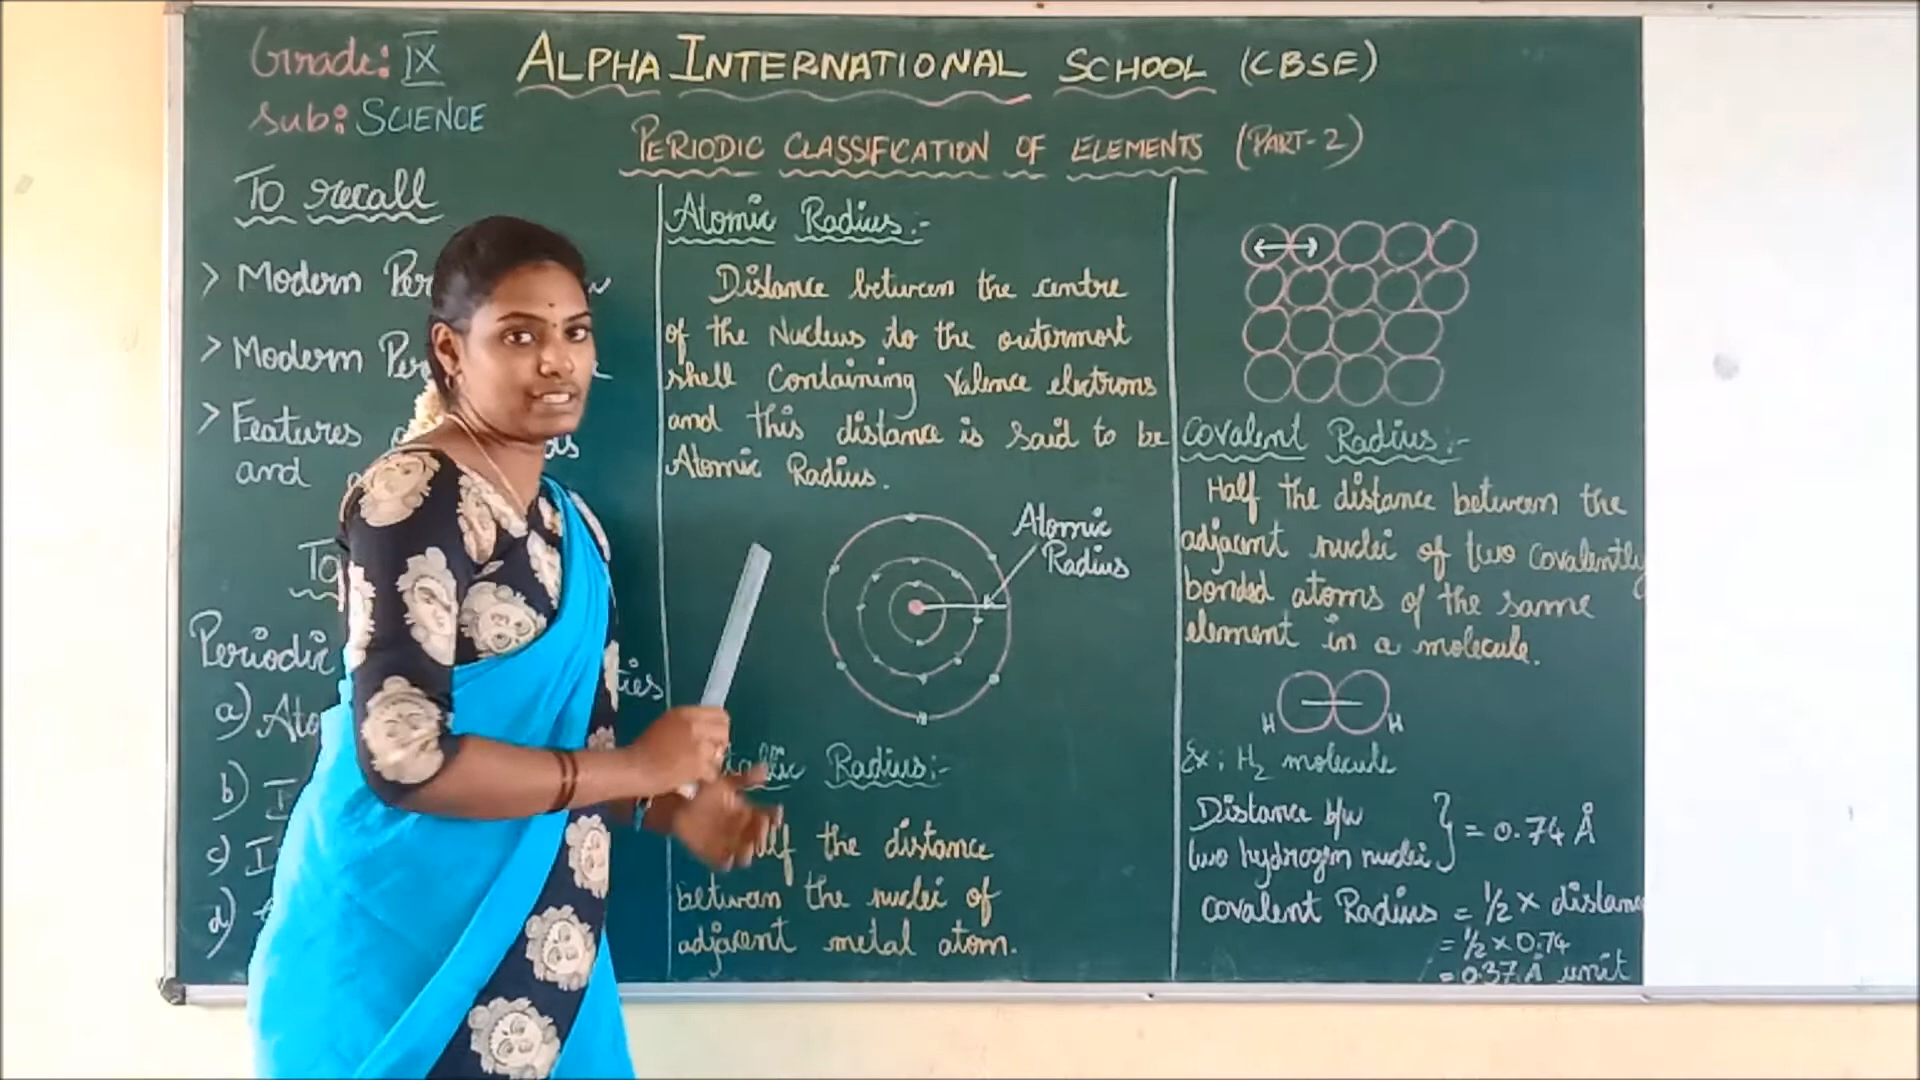 Grade: IX
Sub: SCIENCE
ALPHA INTERNATIONAL SCHOOL (CBSE)
PERIODIC CLASSIFICATION OF ELEMENTS (PART-2)
To recall
> Modern
> Modern
> Features
and
Periodic
a)
b)
c)
d)
Atomic Radius:-
Distance between the centre
of the Nucleus to the outermost
shell Containing Valence electrons
and this distance is said to be
Atomic Radius.
Atomic
Radius
Radius:-
the distance
between the nuclei of
adjacent metal atom.
Covalent Radius:-
Half the distance between the
adjacent nuclei of two covalently
bonded atoms of the same
element in a molecule.
H H
Ex: H2 molecule
Distance b/w
two hydrogen nuclei } = 0.74 Å
Covalent Radius = 1/2 × distance
= 1/2 × 0.74
= 0.37 Å unit